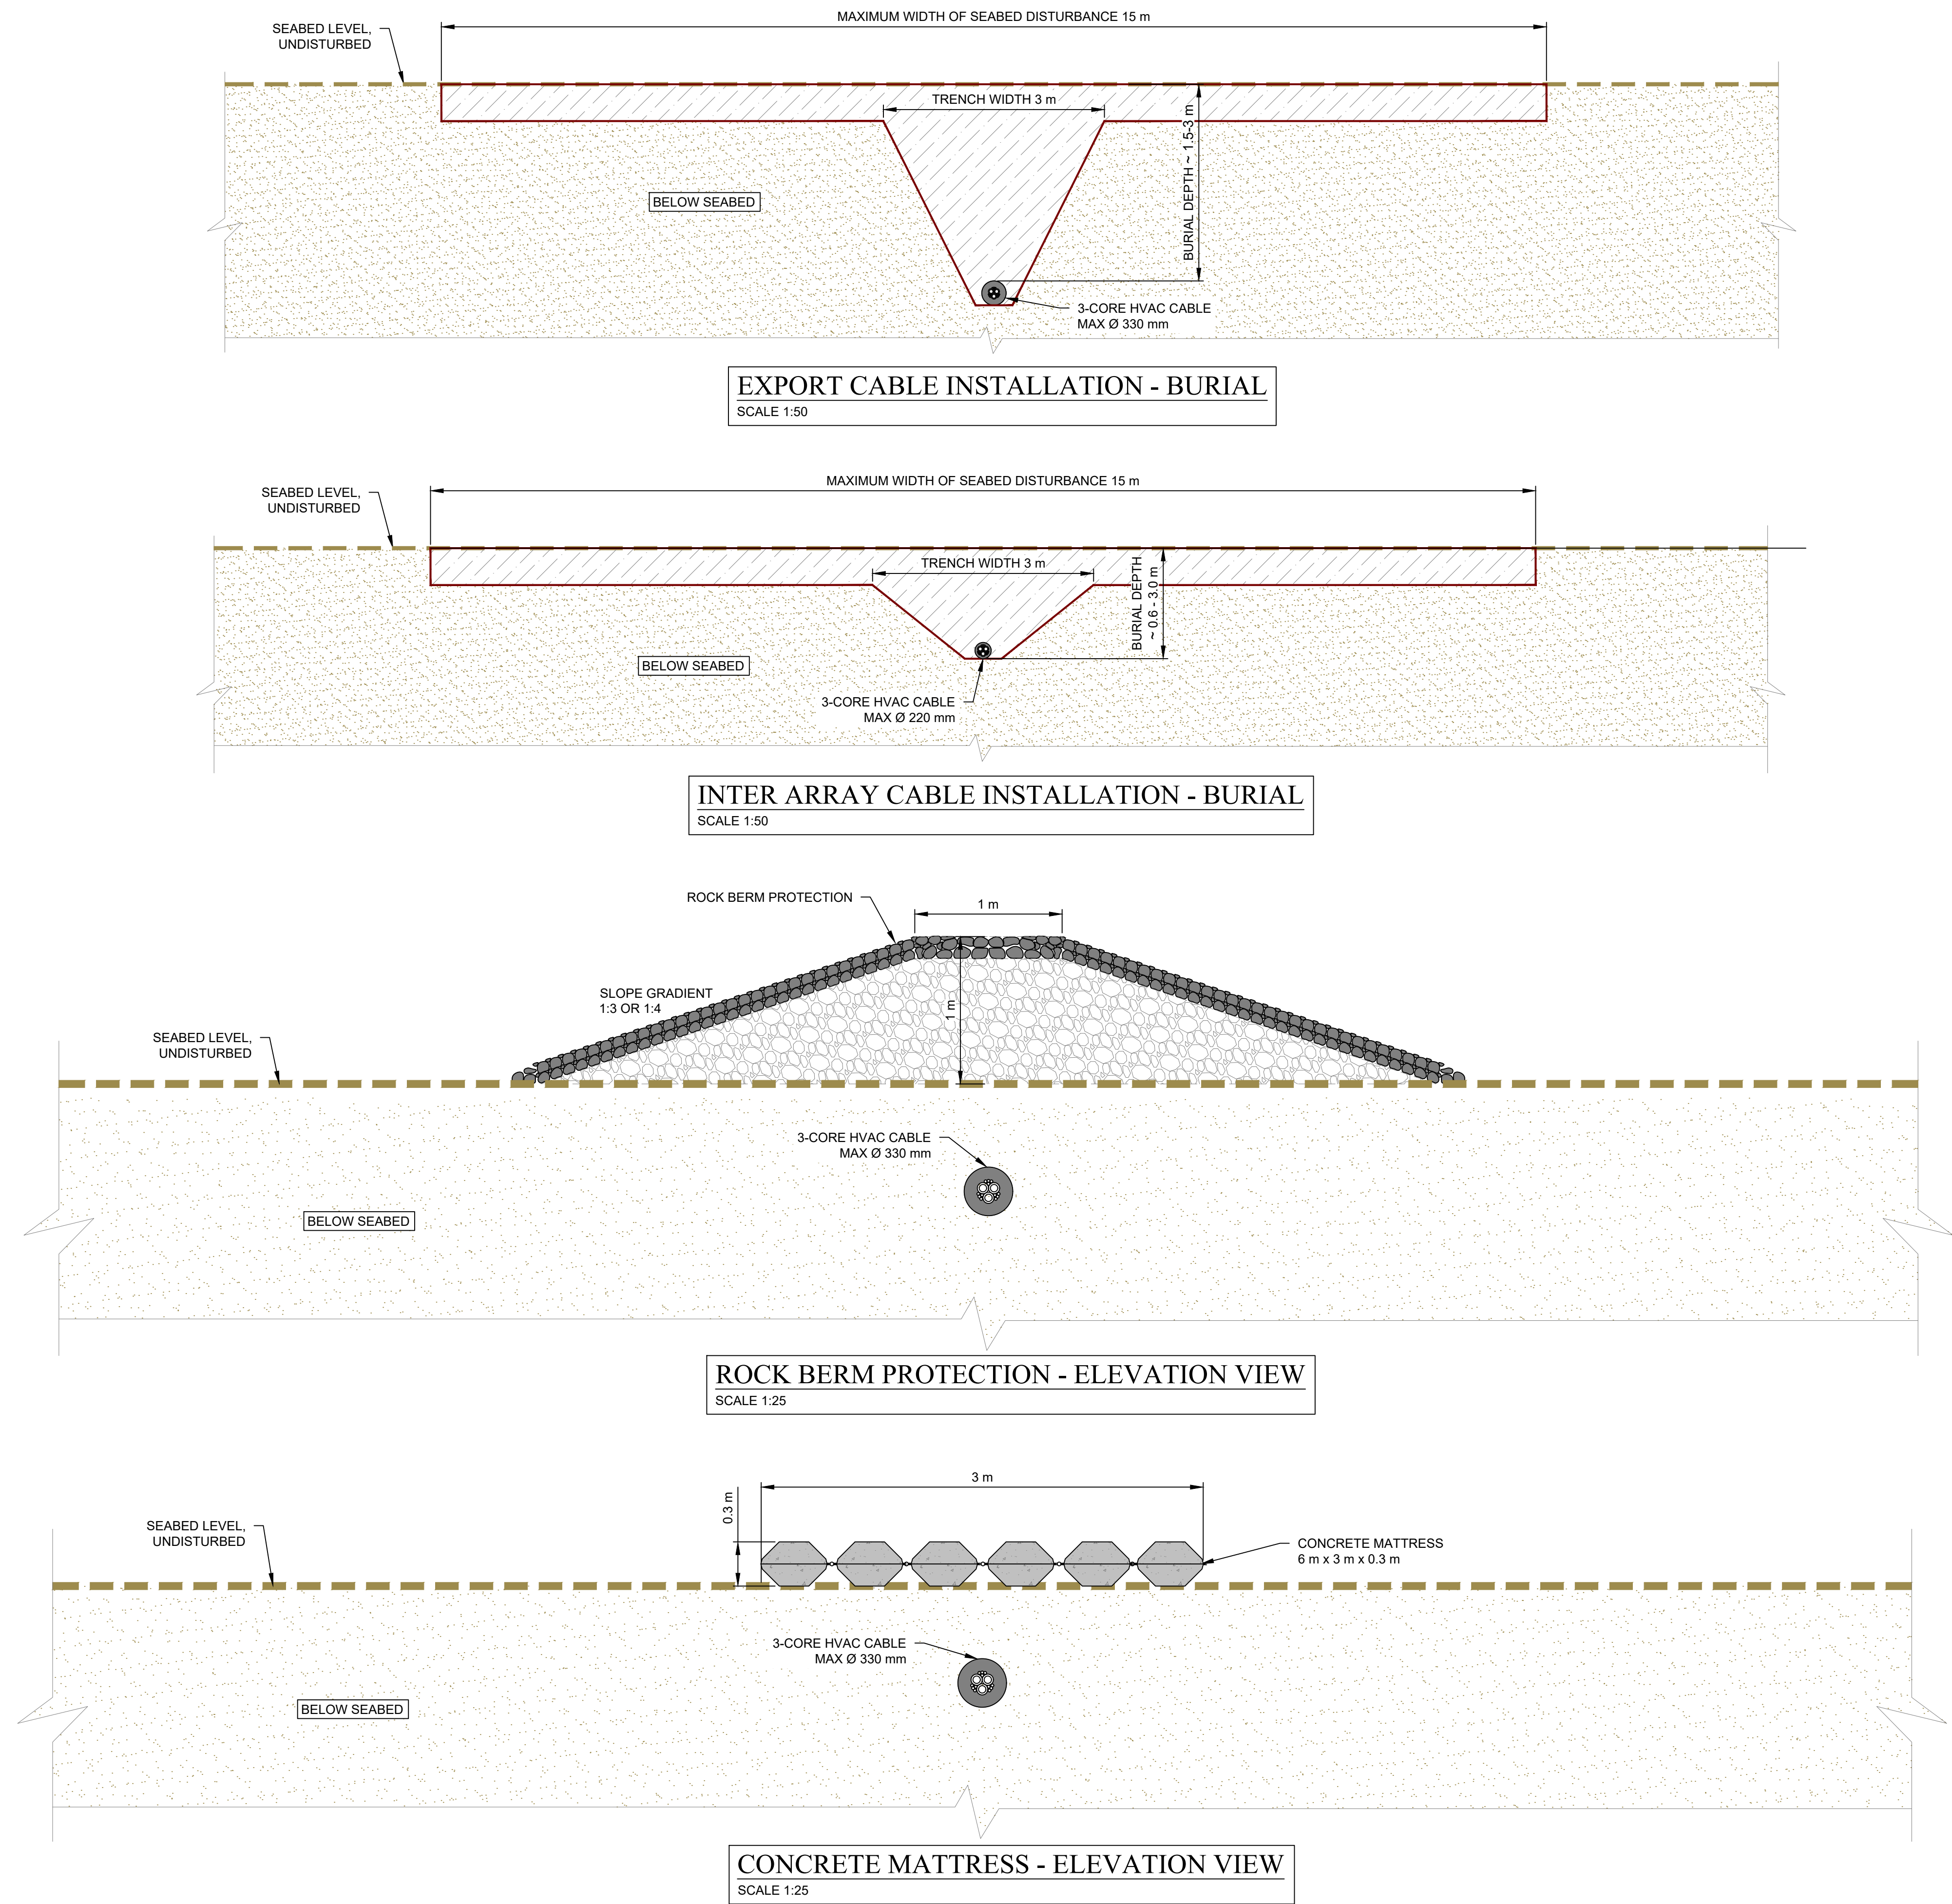 MAXIMUM WIDTH OF SEABED DISTURBANCE 15 m
SEABED LEVEL,
UNDISTURBED
TRENCH WIDTH 3 m
BURIAL DEPTH ~ 1.5-3 m
BELOW SEABED
3-CORE HVAC CABLE
MAX Ø 330 mm
EXPORT CABLE INSTALLATION - BURIAL
SCALE 1:50
MAXIMUM WIDTH OF SEABED DISTURBANCE 15 m
SEABED LEVEL,
UNDISTURBED
TRENCH WIDTH 3 m
BURIAL DEPTH
~ 0.6 - 3.0 m
BELOW SEABED
3-CORE HVAC CABLE
MAX Ø 220 mm
INTER ARRAY CABLE INSTALLATION - BURIAL
SCALE 1:50
ROCK BERM PROTECTION
1 m
SLOPE GRADIENT
1:3 OR 1:4
1 m
SEABED LEVEL,
UNDISTURBED
3-CORE HVAC CABLE
MAX Ø 330 mm
BELOW SEABED
ROCK BERM PROTECTION - ELEVATION VIEW
SCALE 1:25
3 m
0.3 m
SEABED LEVEL,
UNDISTURBED
CONCRETE MATTRESS
6 m x 3 m x 0.3 m
3-CORE HVAC CABLE
MAX Ø 330 mm
BELOW SEABED
CONCRETE MATTRESS - ELEVATION VIEW
SCALE 1:25